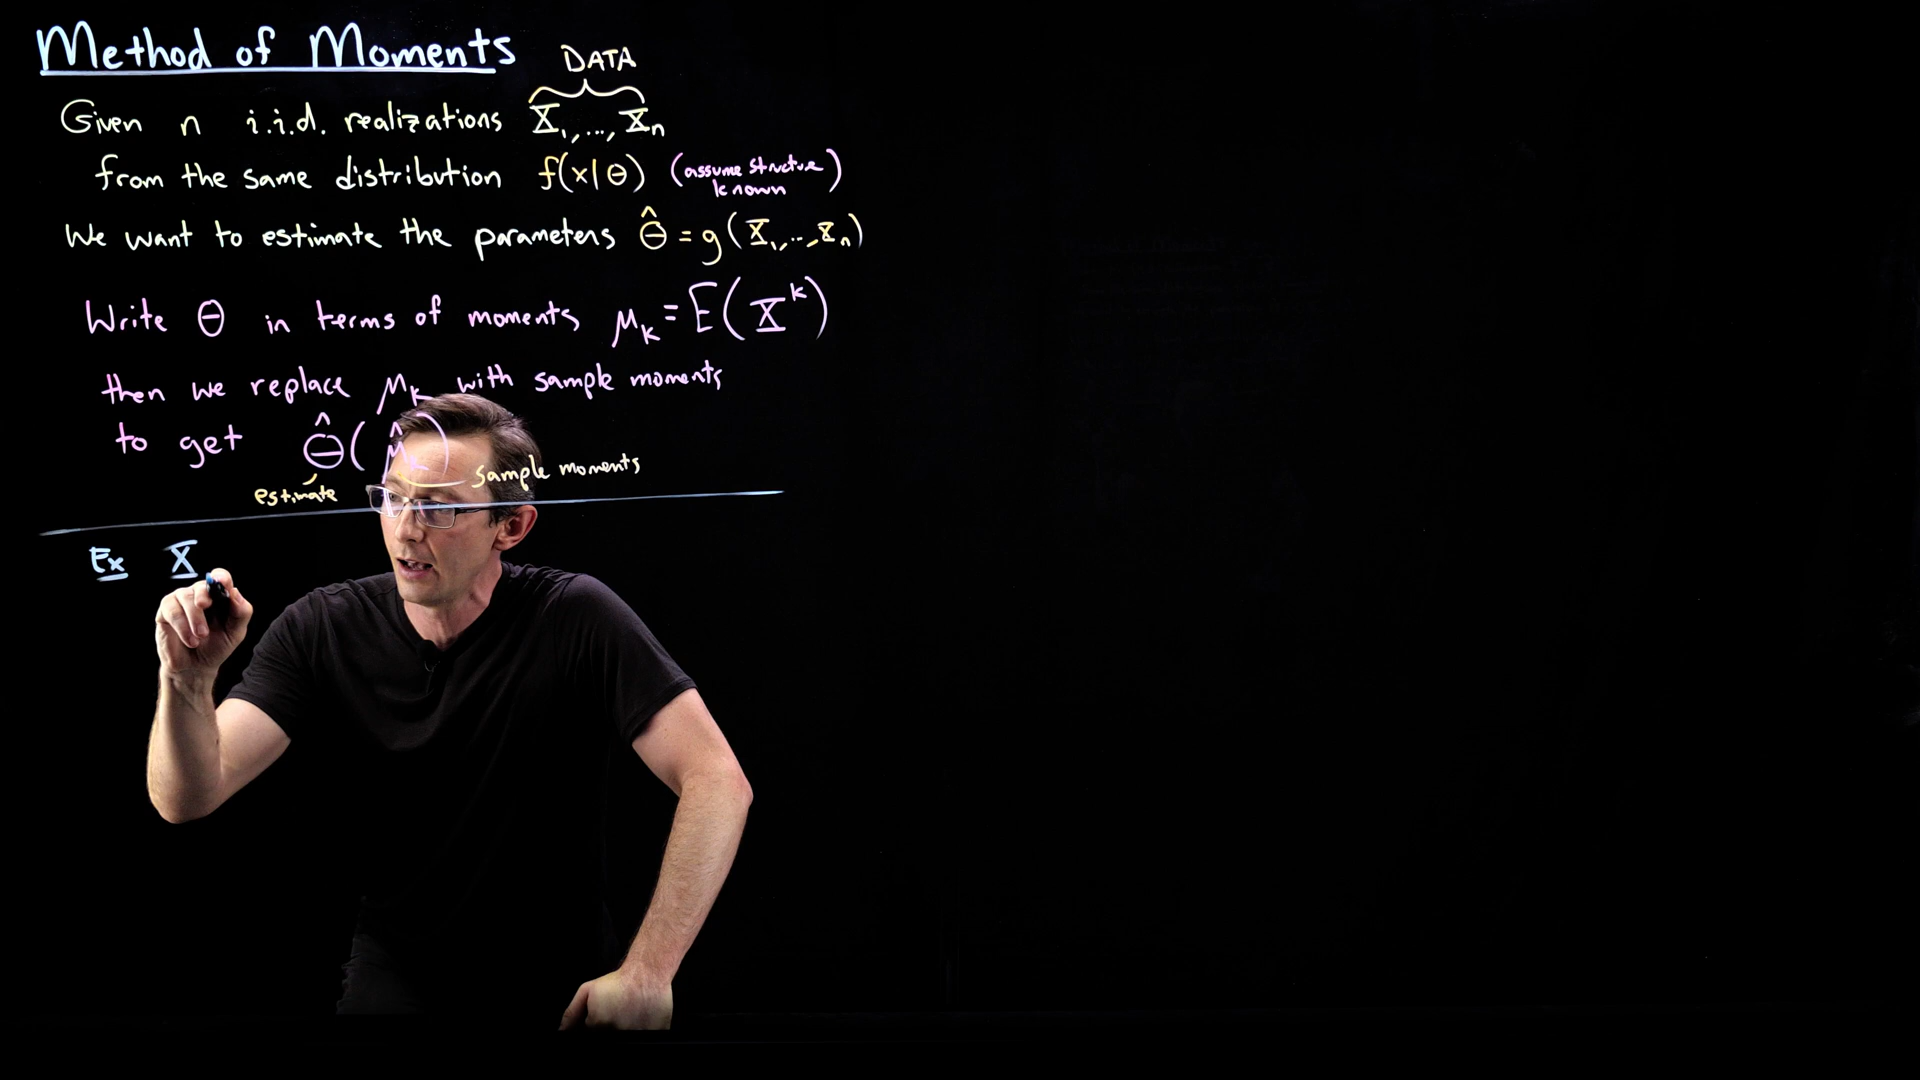 Method of Moments
DATA
Given n i.i.d. realizations X₁,...,Xₙ
from the same distribution f(x|θ) (assume structure known)
We want to estimate the parameters θ̂ = g(X₁,..,Xₙ)
Write θ in terms of moments μₖ = E(Xᵏ)
then we replace μₖ with sample moments
to get θ̂(μ̂ₖ)
estimate
sample moments
Ex X